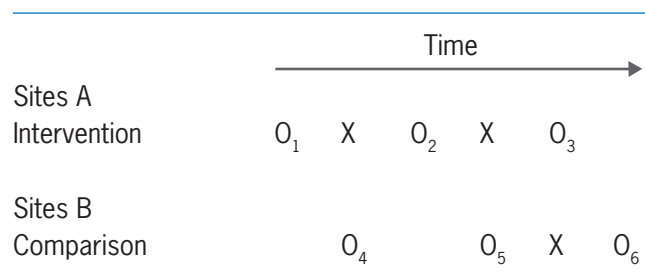 Time
Sites A
Intervention O₁ X O₂ X O₃
Sites B
Comparison O₄ O₅ X O₆